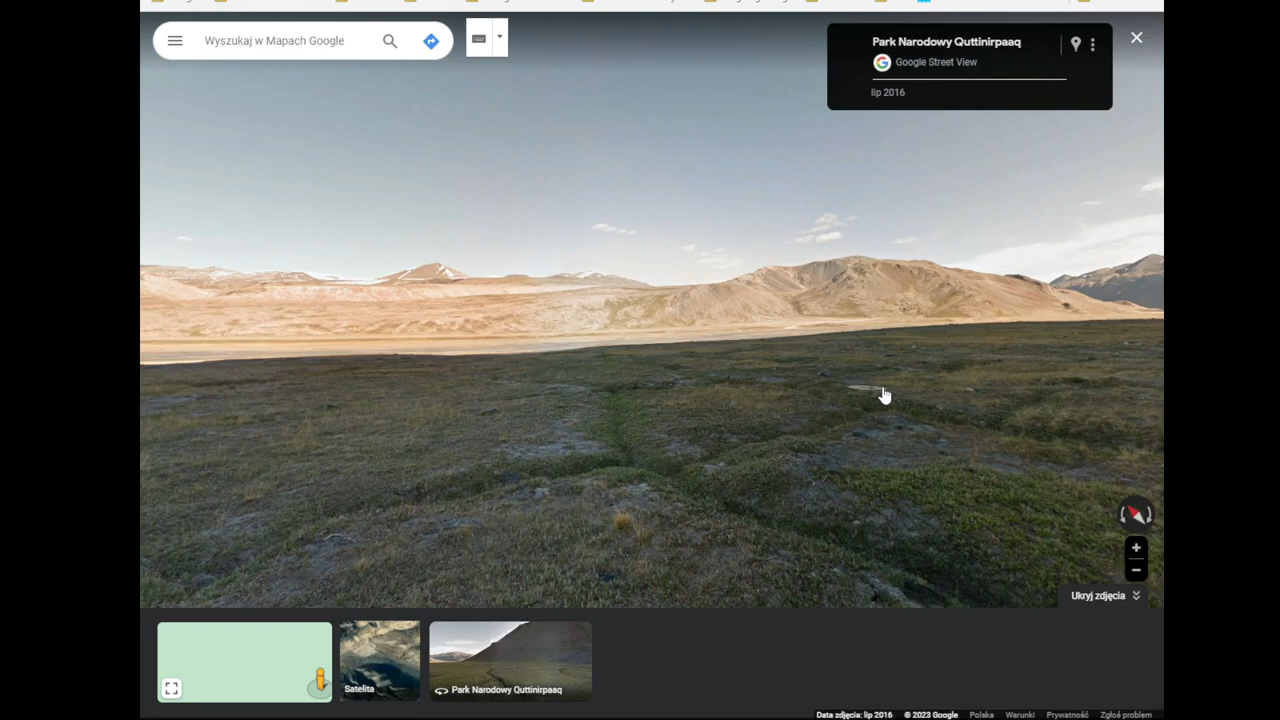 Wyszukaj w Mapach Google
Park Narodowy Quttinirpaaq
Google Street View
lip 2016
Ukryj zdjęcia
Satelita
Park Narodowy Quttinirpaaq
Data zdjęcia: lip 2016 © 2023 Google Polska Warunki Prywatność Zgłoś problem